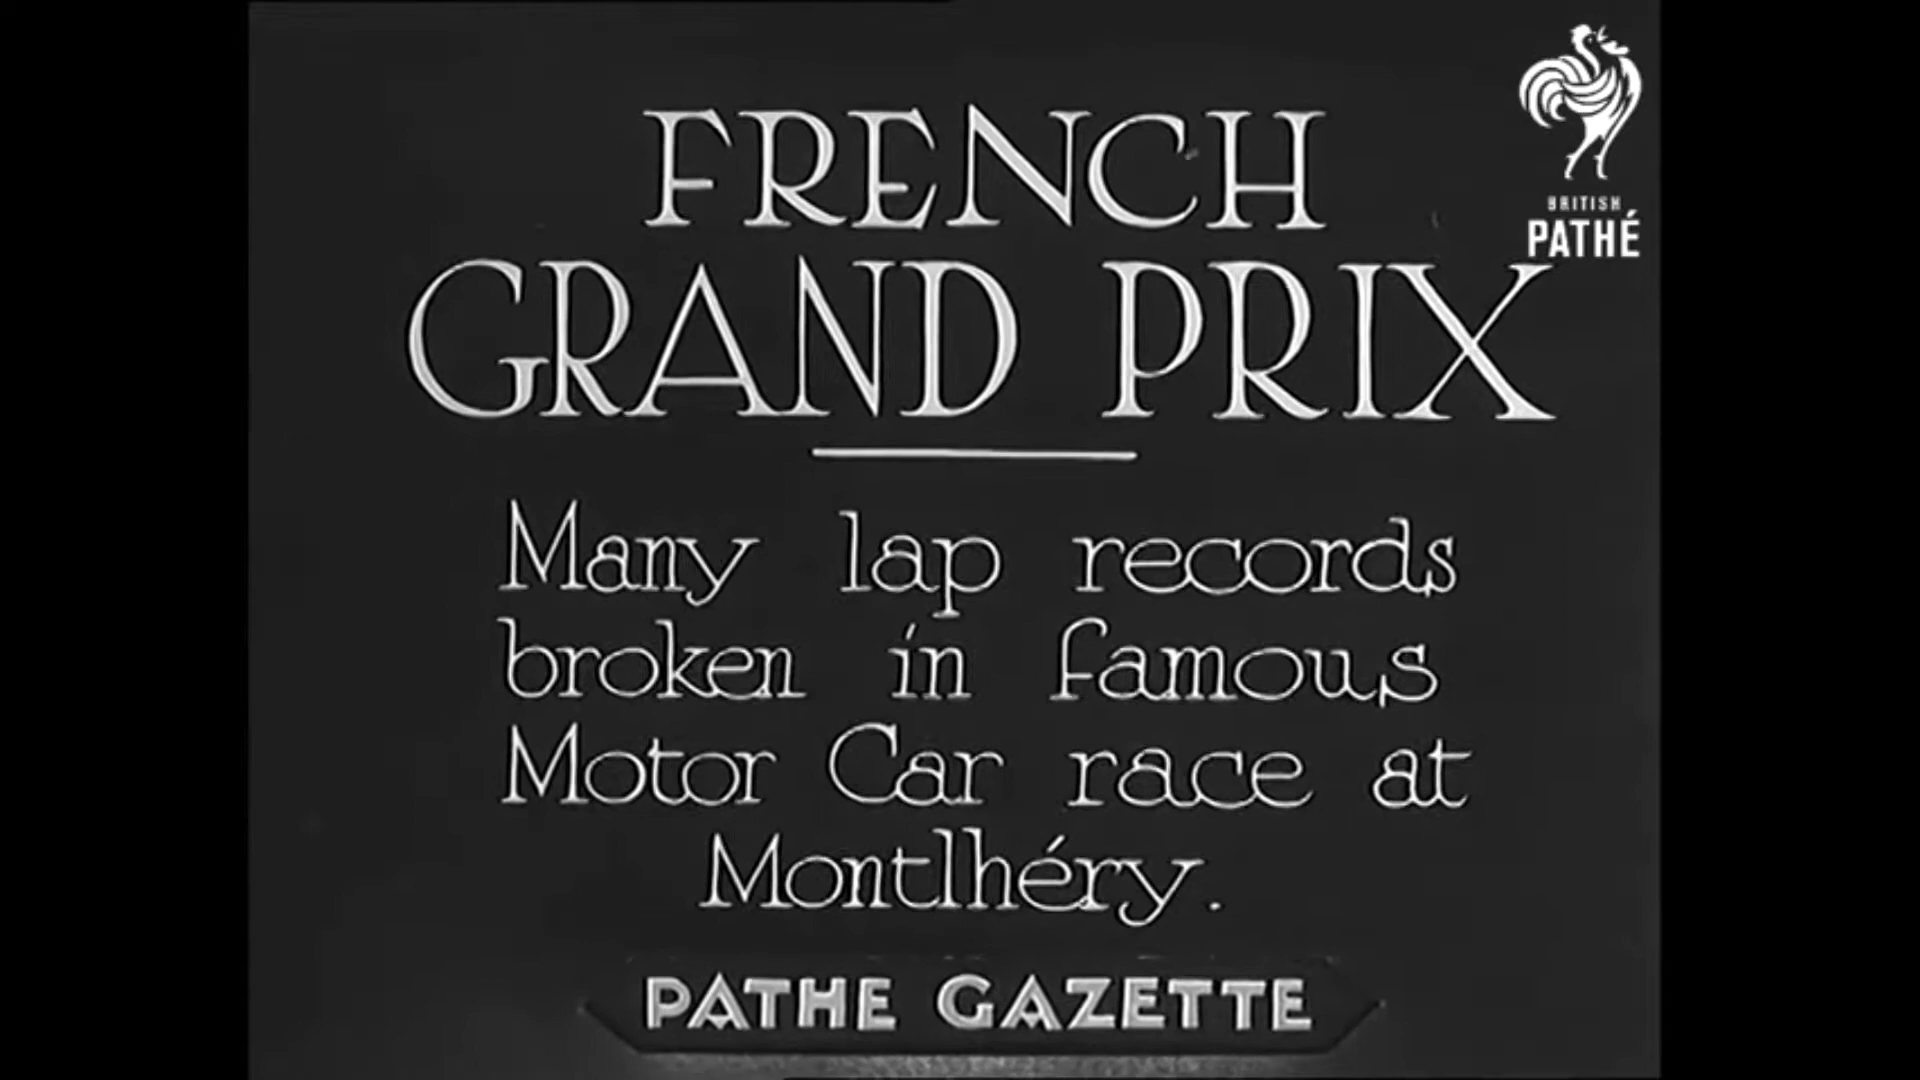 FRENCH
GRAND PRIX
Many lap records
broken in famous
Motor Car race at
Montlhéry.
PATHE GAZETTE
BRITISH
PATHÉ